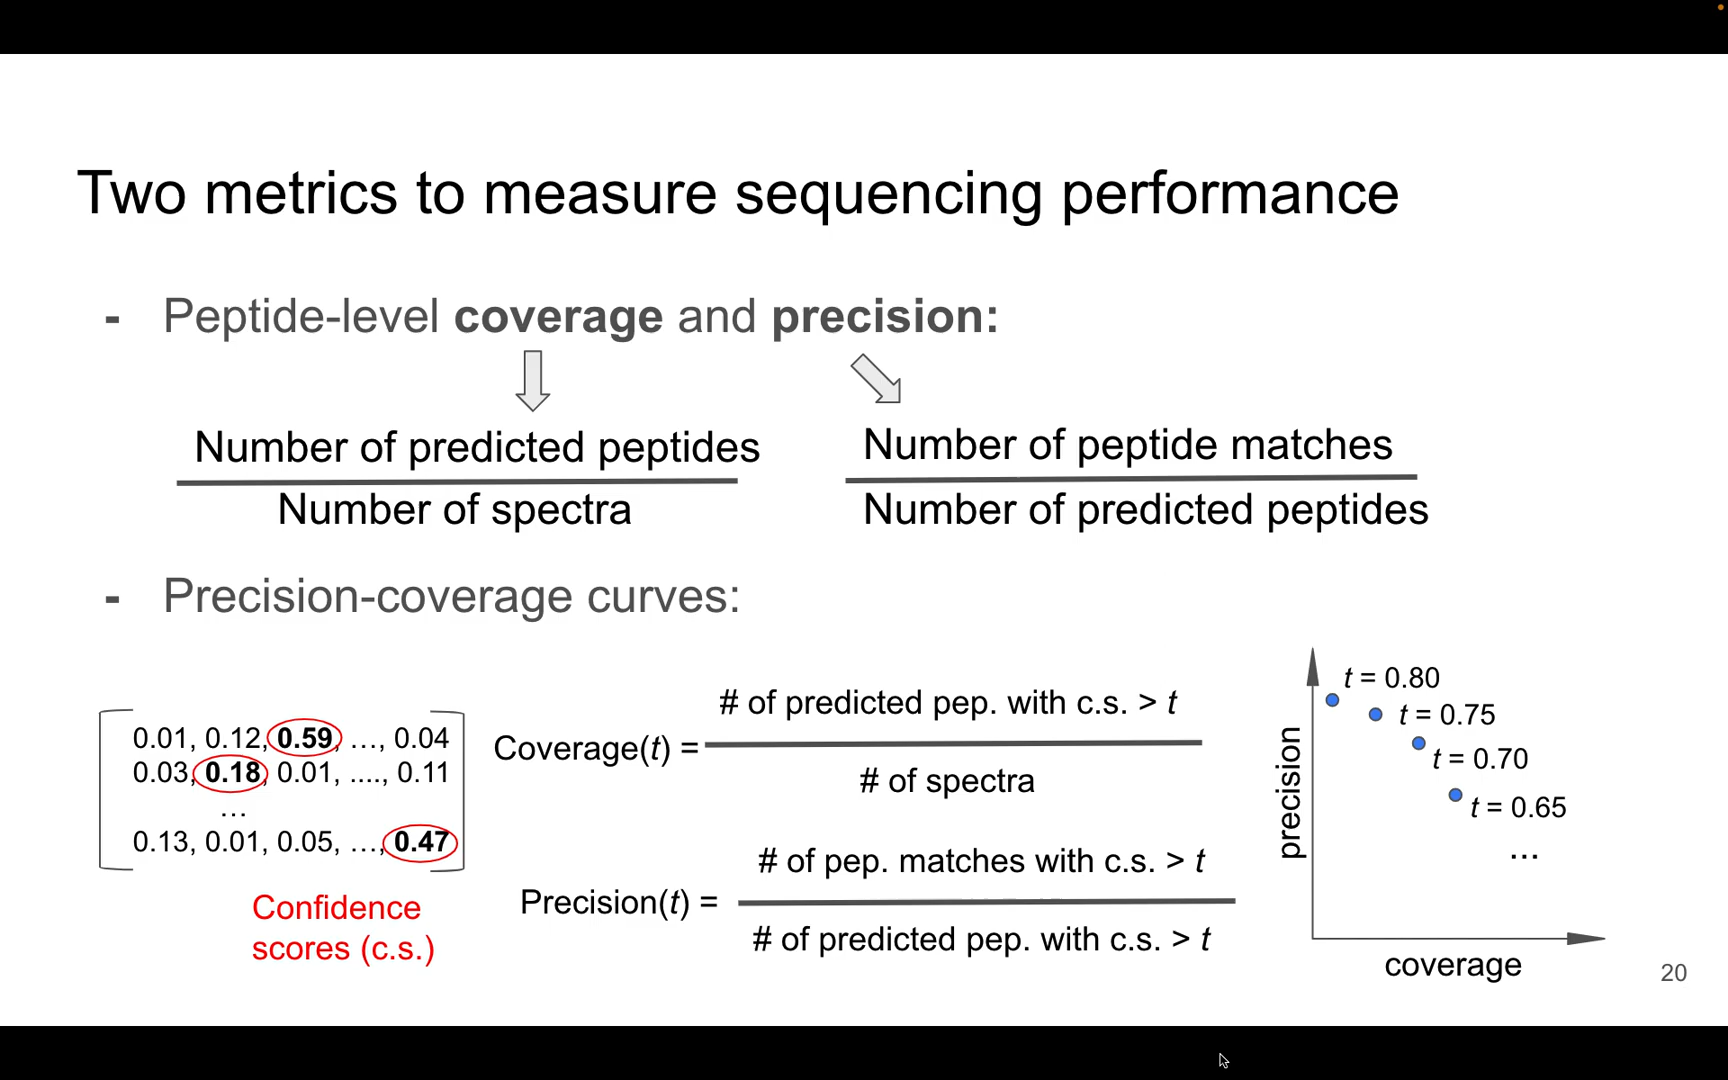 Two metrics to measure sequencing performance
- Peptide-level coverage and precision:
Number of predicted peptides
Number of spectra
Number of peptide matches
Number of predicted peptides
- Precision-coverage curves:
0.01, 0.12, 0.59, …, 0.04
0.03, 0.18, 0.01, ...., 0.11
…
0.13, 0.01, 0.05, …, 0.47
Confidence
scores (c.s.)
Coverage(t) =
# of predicted pep. with c.s. > t
# of spectra
Precision(t) =
# of pep. matches with c.s. > t
# of predicted pep. with c.s. > t
precision
t = 0.80
t = 0.75
t = 0.70
t = 0.65
...
coverage
20